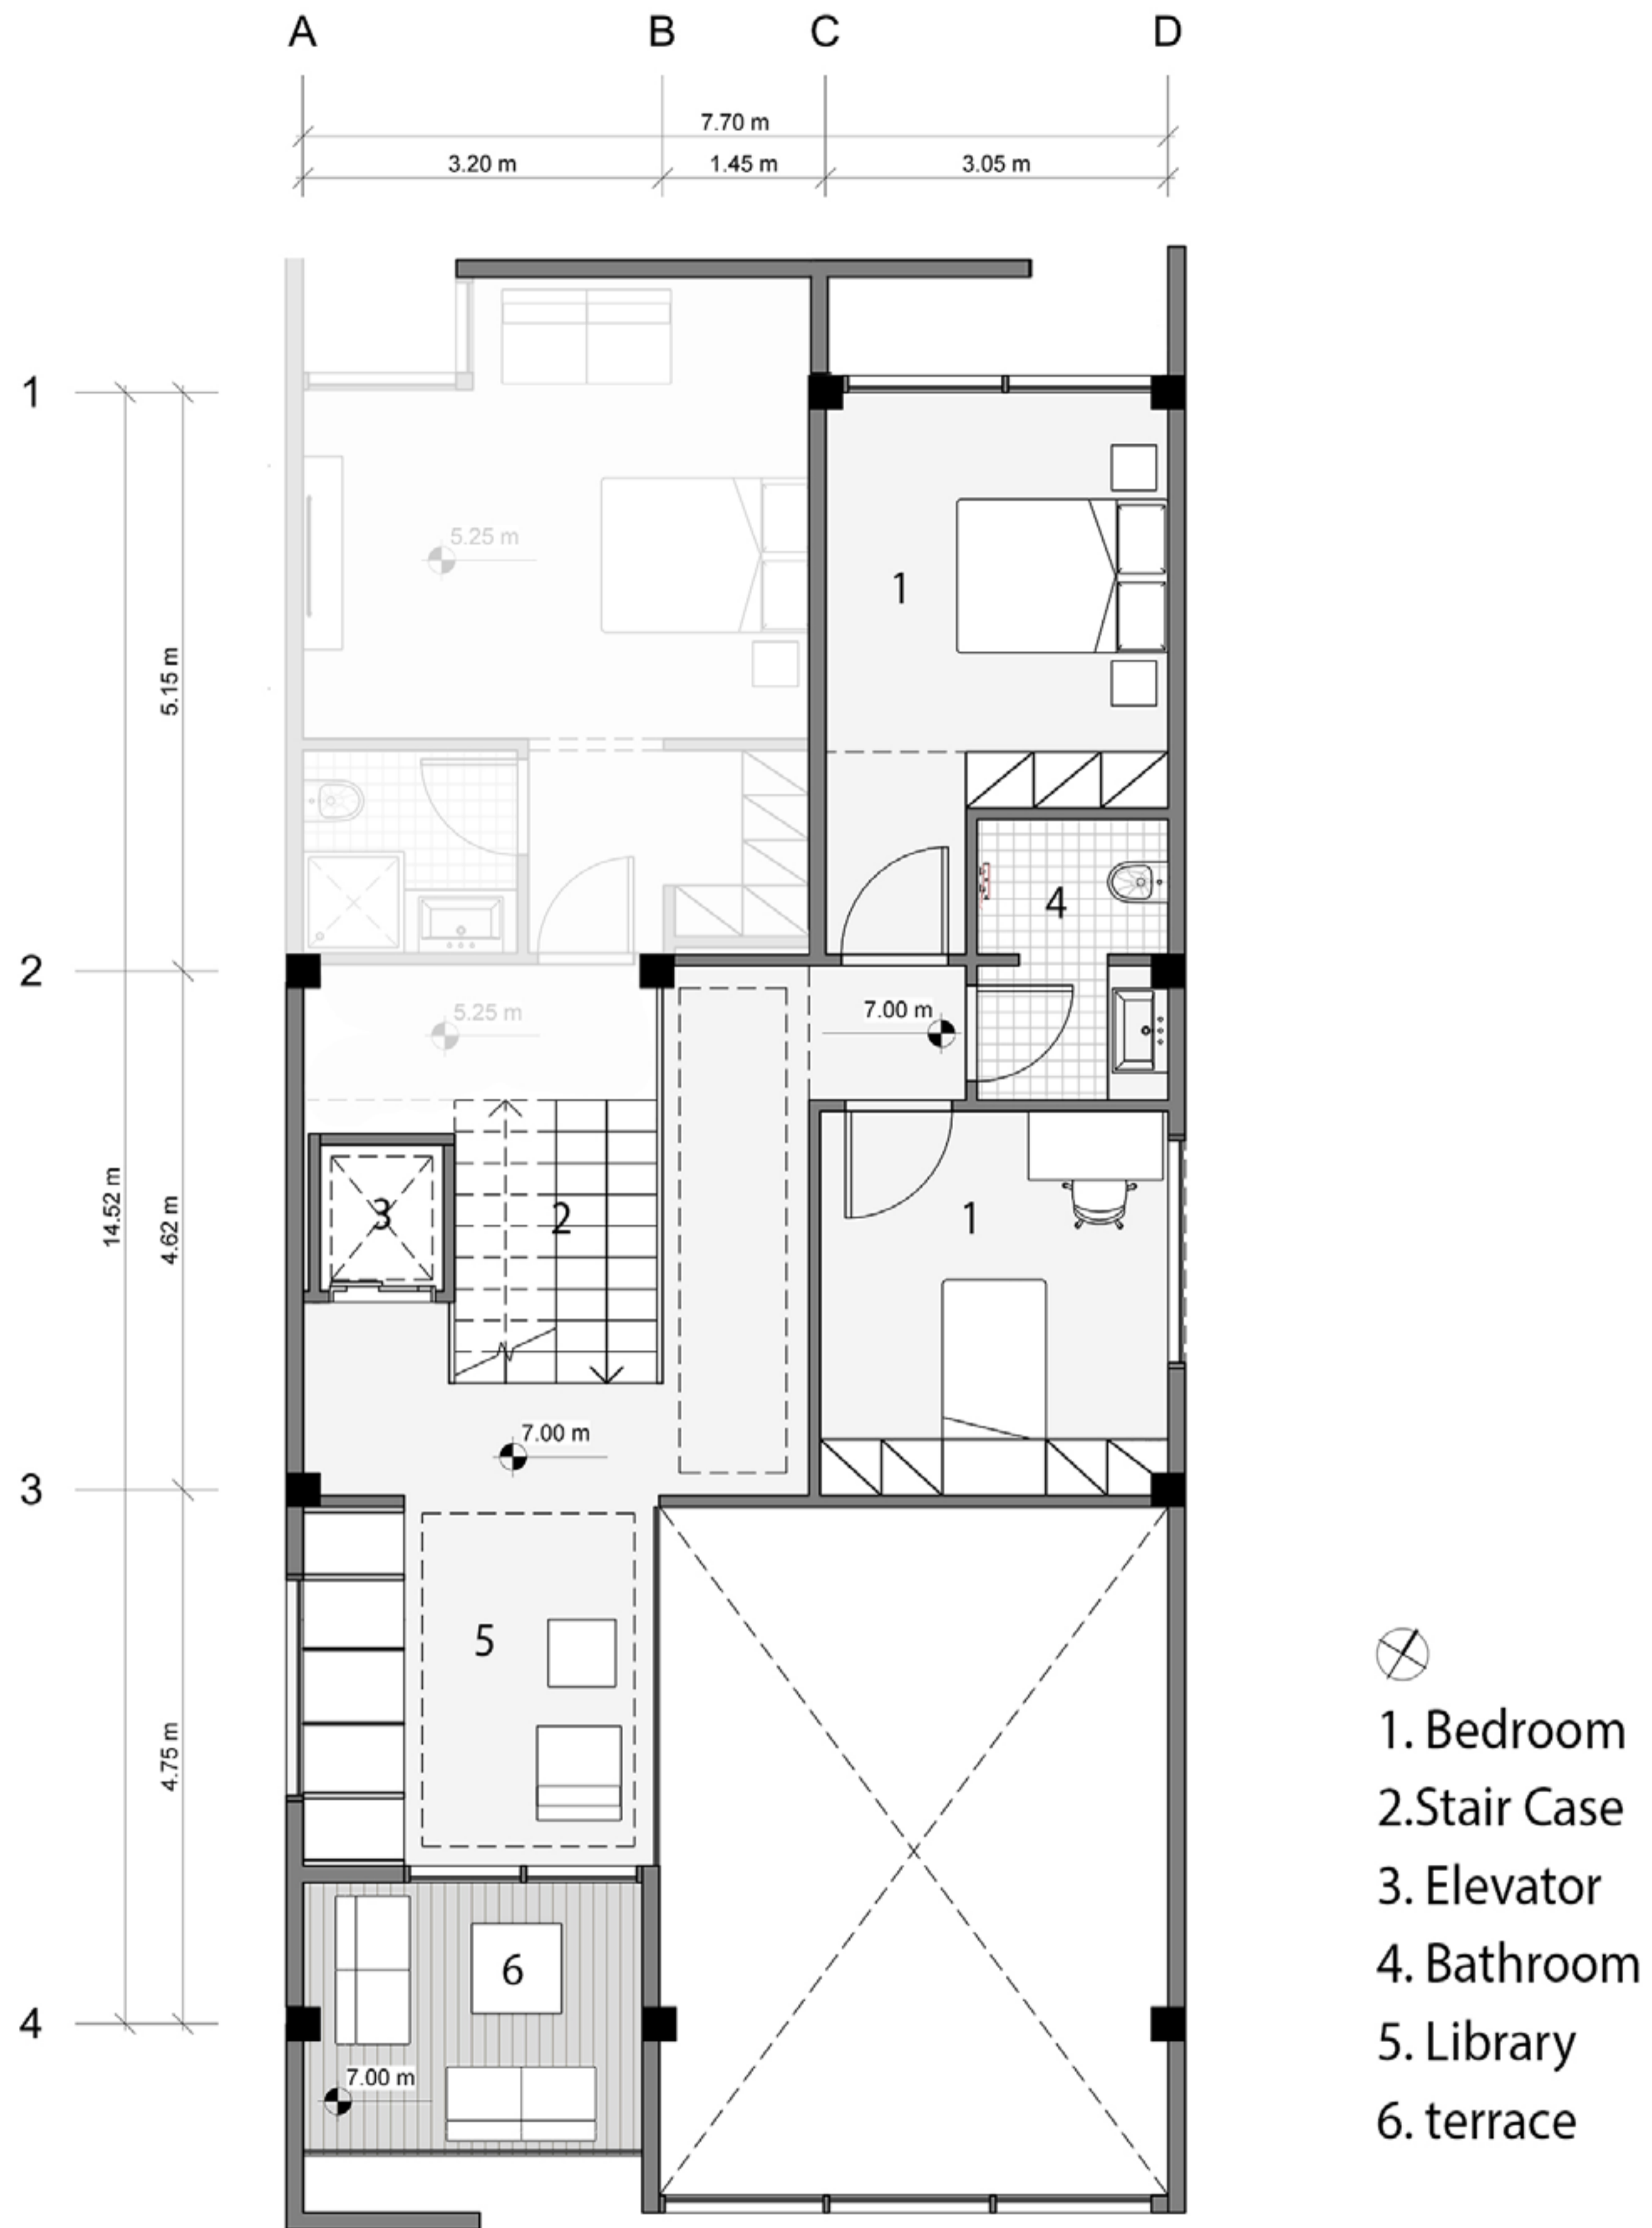 A B C D
7.70 m
3.20 m 1.45 m 3.05 m
1
5.25 m
1
5.15 m
4
2
5.25 m
7.00 m
14.52 m
4.62 m
3
2
1
7.00 m
3
5
4.75 m
6
4
7.00 m
1. Bedroom
2.Stair Case
3. Elevator
4. Bathroom
5. Library
6. terrace